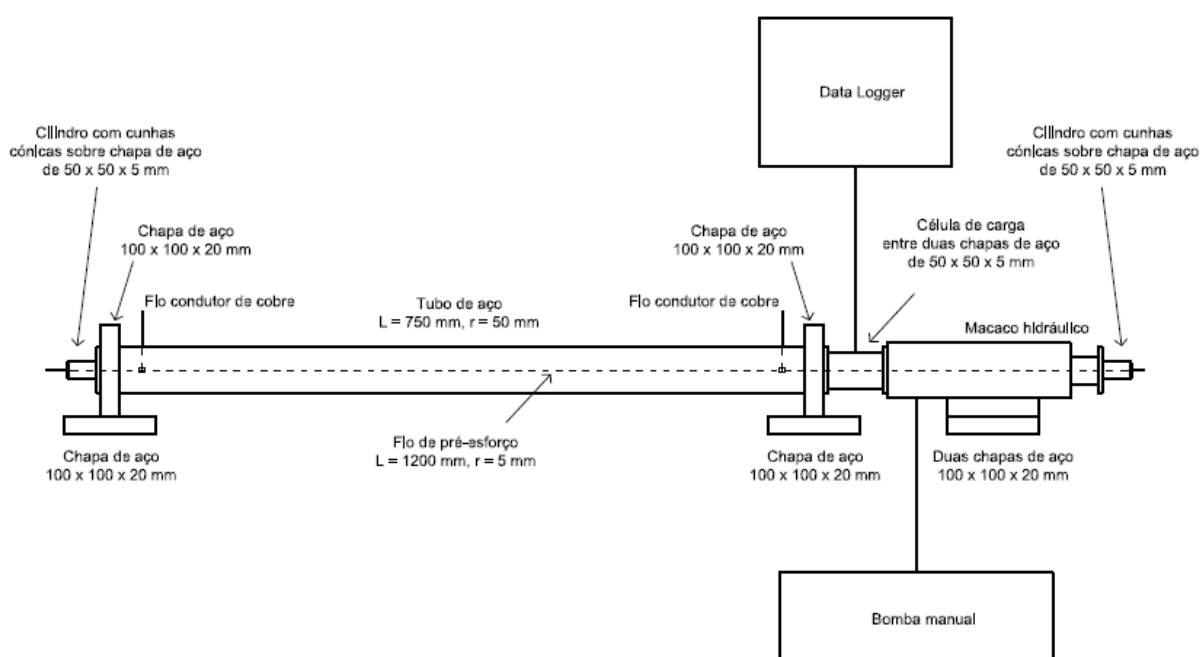 Data Logger
Cilindro com cunhas
cónicas sobre chapa de aço
de 50 x 50 x 5 mm
Cilindro com cunhas
cónicas sobre chapa de aço
de 50 x 50 x 5 mm
Chapa de aço
100 x 100 x 20 mm
Chapa de aço
100 x 100 x 20 mm
Célula de carga
entre duas chapas de aço
de 50 x 50 x 5 mm
Fio condutor de cobre
Tubo de aço
L = 750 mm, r = 50 mm
Fio condutor de cobre
Macaco hidráulico
Fio de pré-esforço
L = 1200 mm, r = 5 mm
Chapa de aço
100 x 100 x 20 mm
Chapa de aço
100 x 100 x 20 mm
Duas chapas de aço
100 x 100 x 20 mm
Bomba manual